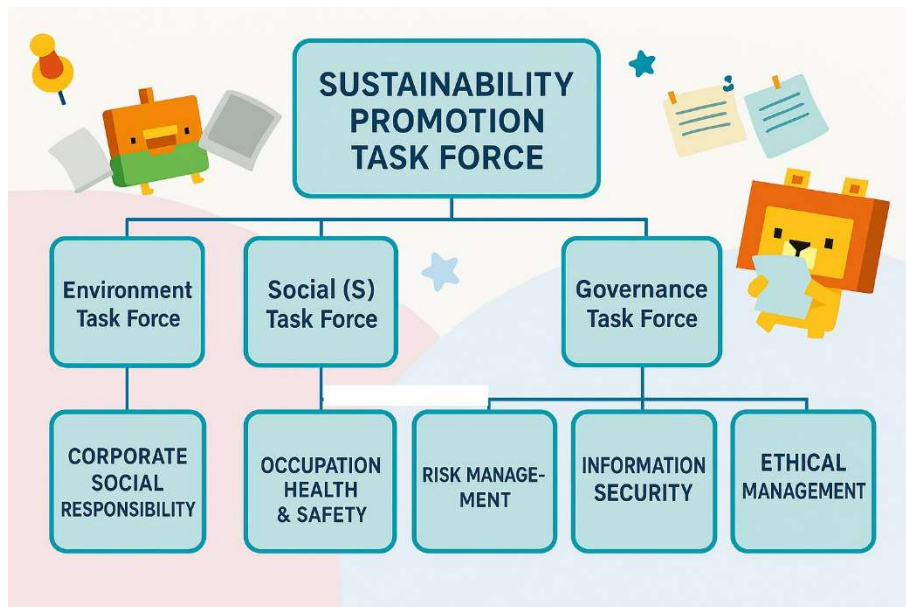 SUSTAINABILITY
PROMOTION
TASK FORCE
Environment
Task Force
Social (S)
Task Force
Governance
Task Force
CORPORATE
SOCIAL
RESPONSIBILITY
OCCUPATION
HEALTH
& SAFETY
RISK MANAGE-
MENT
INFORMATION
SECURITY
ETHICAL
MANAGEMENT